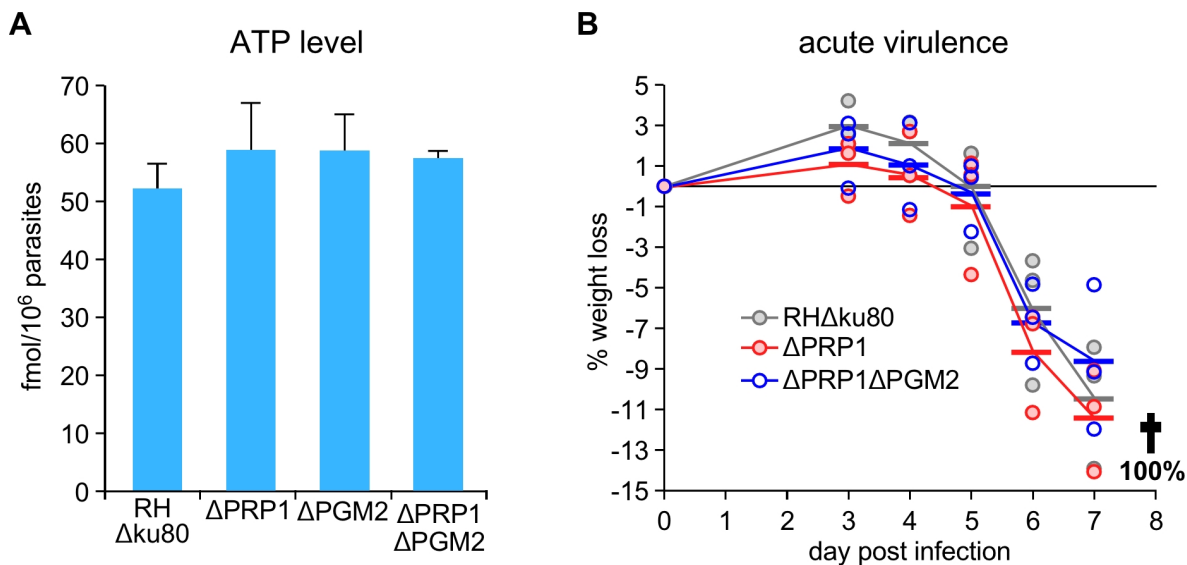 A
ATP level
fmol/10⁶ parasites
70
60
50
40
30
20
10
0
RH
Δku80
ΔPRP1
ΔPGM2
ΔPRP1
ΔPGM2
B
acute virulence
% weight loss
5
3
1
-1
-3
-5
-7
-9
-11
-13
-15
RHΔku80
ΔPRP1
ΔPRP1ΔPGM2
100%
0 1 2 3 4 5 6 7 8
day post infection